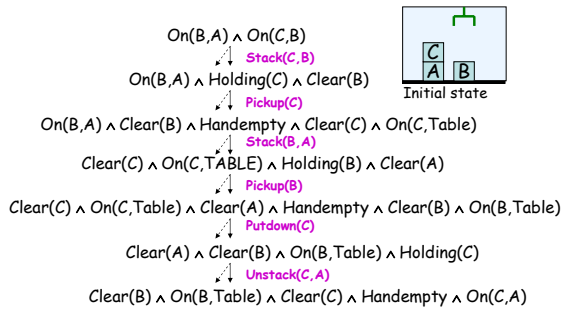 On(B,A) ∧ On(C,B)
Stack(C,B)
On(B,A) ∧ Holding(C) ∧ Clear(B)
Pickup(C)
On(B,A) ∧ Clear(B) ∧ Handempty ∧ Clear(C) ∧ On(C,Table)
Stack(B,A)
Clear(C) ∧ On(C,TABLE) ∧ Holding(B) ∧ Clear(A)
Pickup(B)
Clear(C) ∧ On(C,Table) ∧ Clear(A) ∧ Handempty ∧ Clear(B) ∧ On(B,Table)
Putdown(C)
Clear(A) ∧ Clear(B) ∧ On(B,Table) ∧ Holding(C)
Unstack(C,A)
Clear(B) ∧ On(B,Table) ∧ Clear(C) ∧ Handempty ∧ On(C,A)
C
A B
Initial state